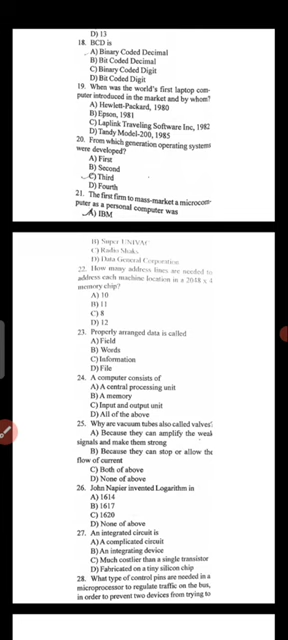 D) 13
18. BCD is
A) Binary Coded Decimal
B) Bit Coded Decimal
C) Binary Coded Digit
D) Bit Coded Digit
19. When was the world's first laptop com-
puter introduced in the market and by whom?
A) Hewlett-Packard, 1980
B) Epson, 1981
C) Laplink Traveling Software Inc, 1982
D) Tandy Model-200, 1985
20. From which generation operating systems
were developed?
A) First
B) Second
C) Third
D) Fourth
21. The first firm to mass-market a microcom-
puter as a personal computer was
A) IBM
B) Super UNIVAC
C) Radio Shaks
D) Data General Corporation
22. How many address lines are needed to
address each machine location in a 2048 x 4
memory chip?
A) 10
B) 11
C) 8
D) 12
23. Properly arranged data is called
A) Field
B) Words
C) Information
D) File
24. A computer consists of
A) A central processing unit
B) A memory
C) Input and output unit
D) All of the above
25. Why are vacuum tubes also called valves?
A) Because they can amplify the weak
signals and make them strong
B) Because they can stop or allow the
flow of current
C) Both of above
D) None of above
26. John Napier invented Logarithm in
A) 1614
B) 1617
C) 1620
D) None of above
27. An integrated circuit is
A) A complicated circuit
B) An integrating device
C) Much costlier than a single transistor
D) Fabricated on a tiny silicon chip
28. What type of control pins are needed in a
microprocessor to regulate traffic on the bus,
in order to prevent two devices from trying to